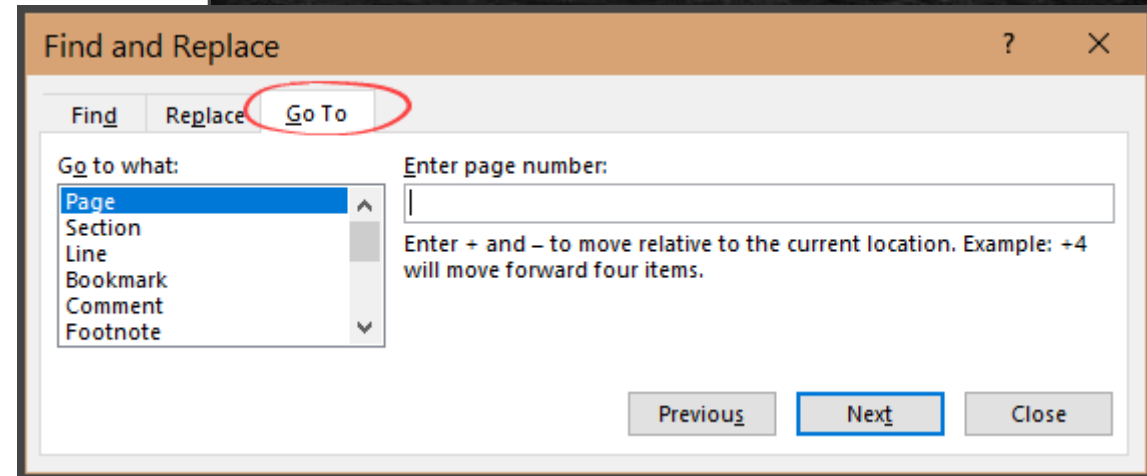 Find and Replace ?
Find Replace Go To
Go to what:
Page
Section
Line
Bookmark
Comment
Footnote
Enter page number:
Enter + and – to move relative to the current location. Example: +4
will move forward four items.
Previous Next Close